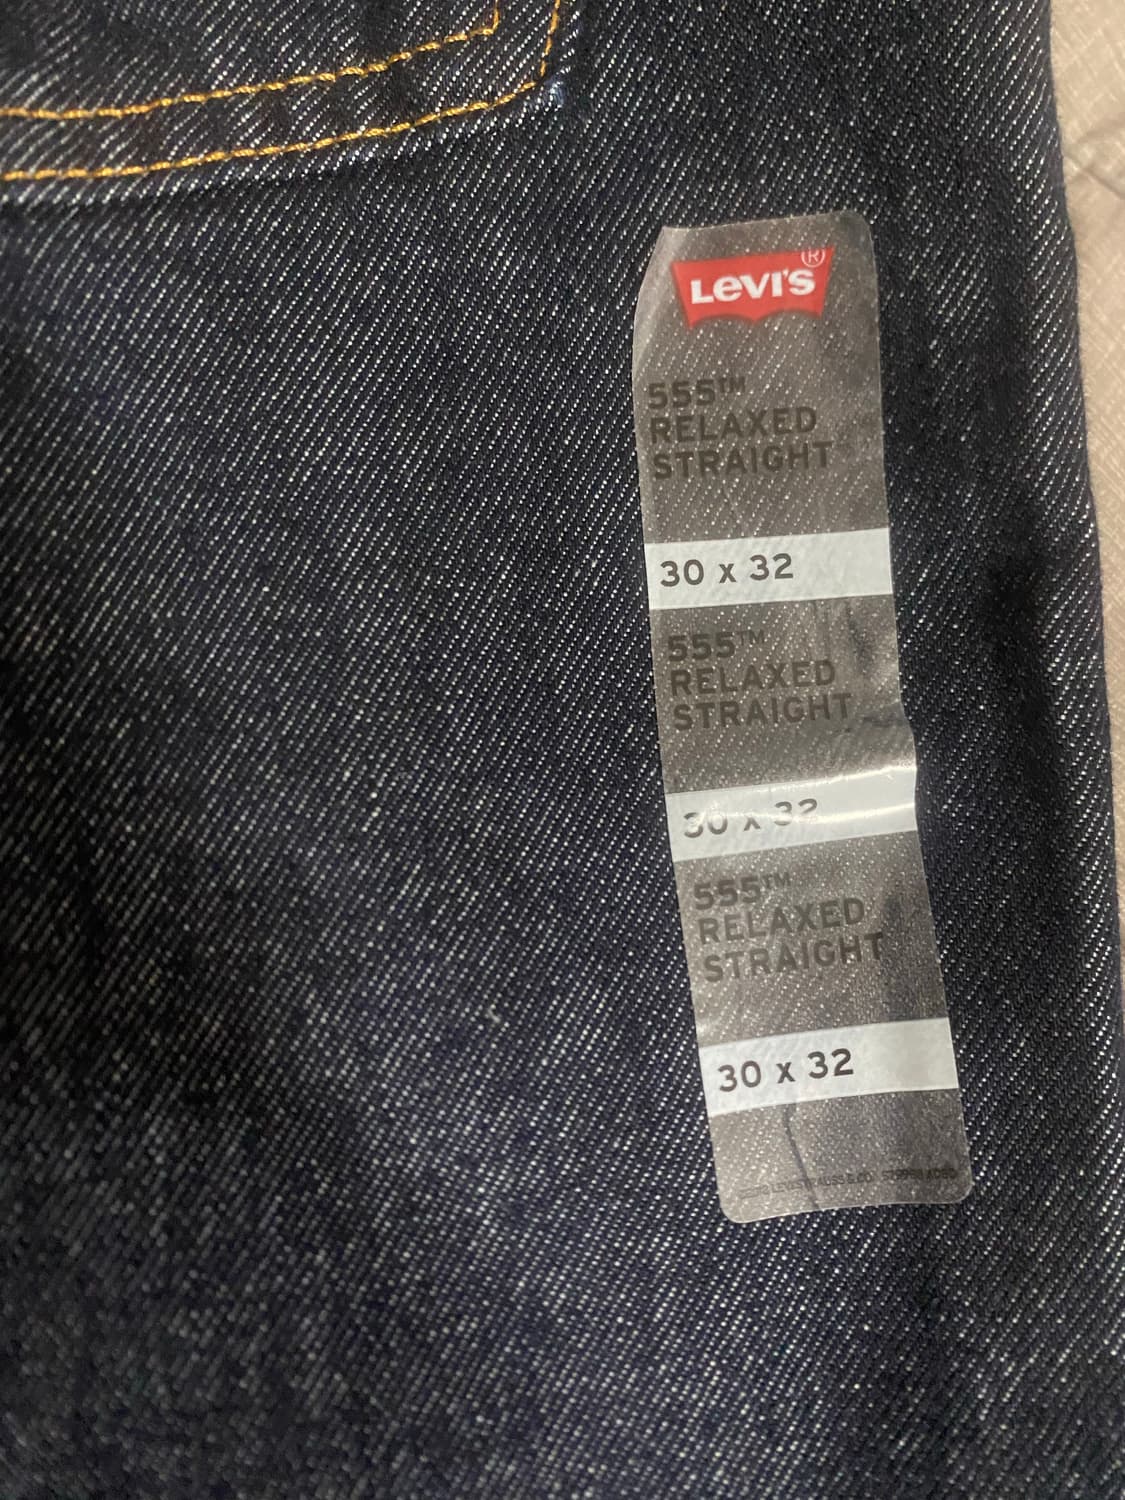 LEVI'S®
555™
RELAXED
STRAIGHT
30 x 32
555™
RELAXED
STRAIGHT
30 x 32
555™
RELAXED
STRAIGHT
30 x 32